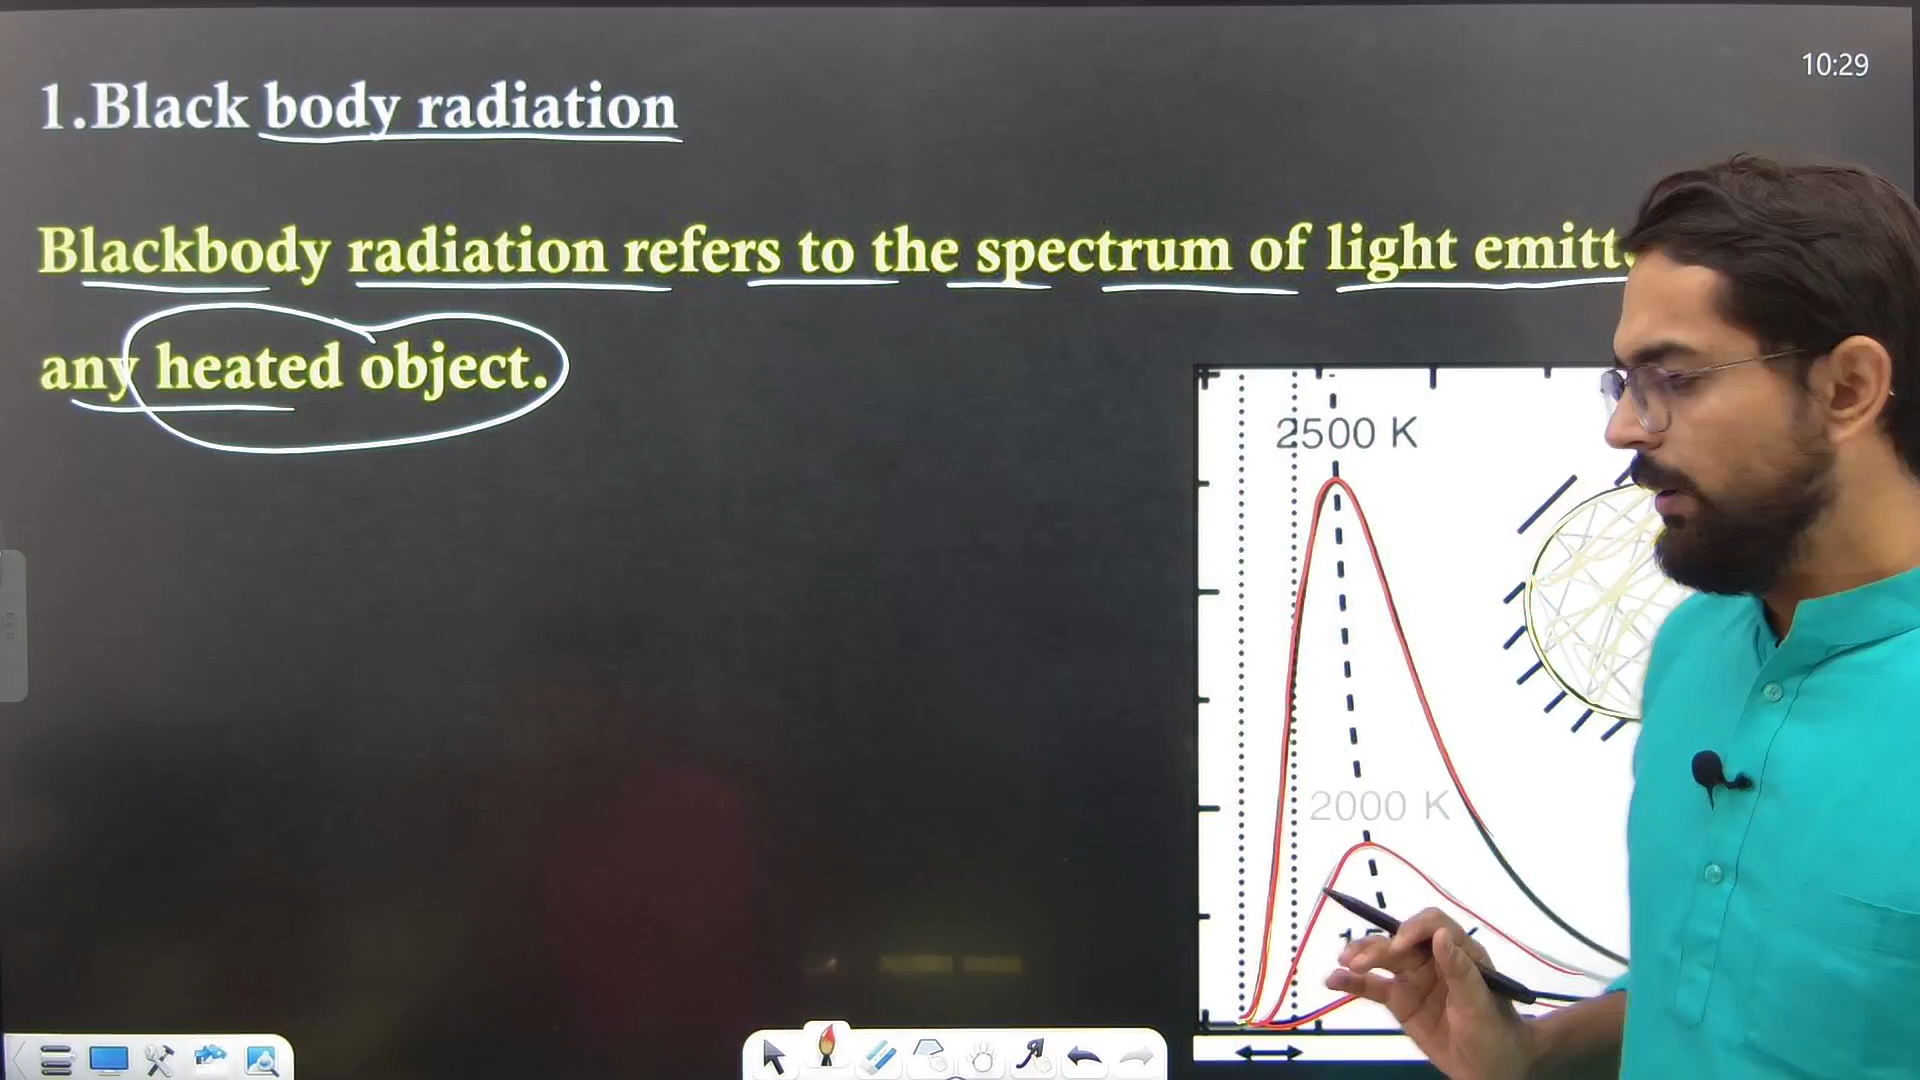 10:29
1.Black body radiation
Blackbody radiation refers to the spectrum of light
any heated object.
2500 K
2000 K